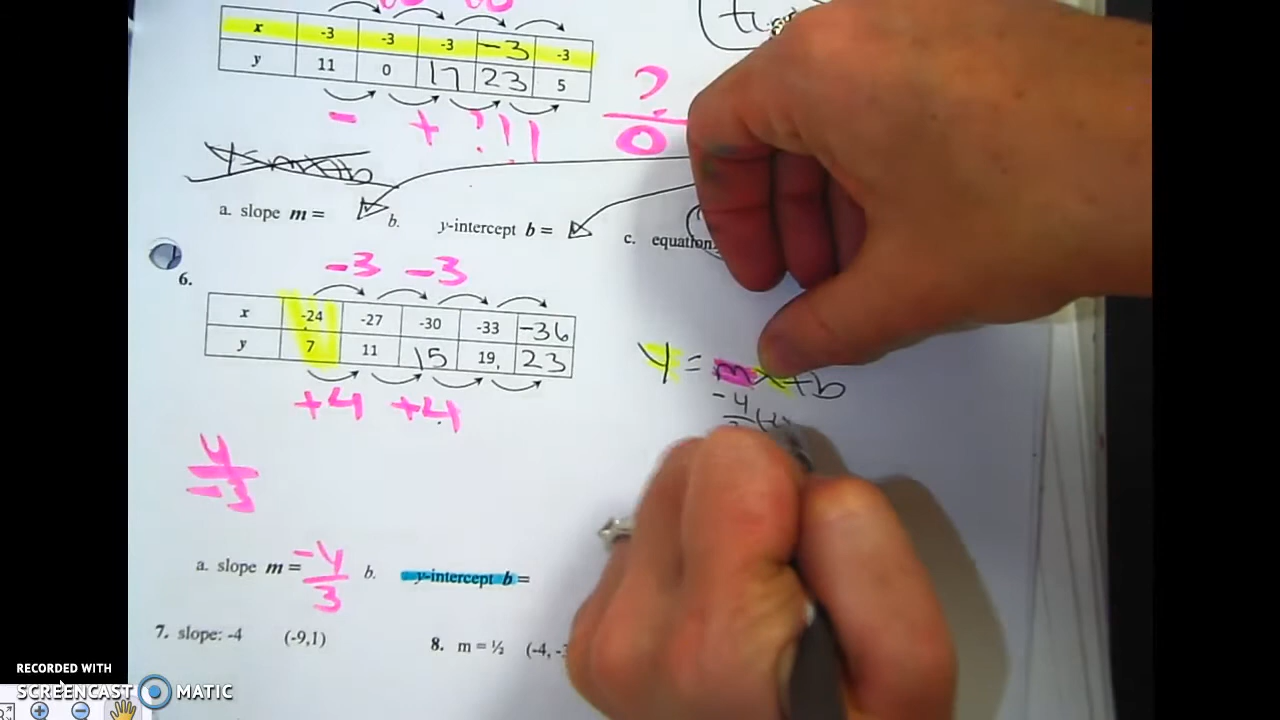 x -3 -3 -3 -3 -3
y 11 0 17 23 5
- + ? ! !
?
0
y=mx+b
a. slope m = b. y-intercept b = c. equation
-3 -3
6.
x -24 -27 -30 -33 -36
y 7 11 15 19 23
+4 +4
y = mx+b
-4
4
-3
a. slope m = -4/3 b. y-intercept b =
7. slope: -4 (-9,1) 8. m = ½ (-4, -3
RECORDED WITH
SCREENCAST MATIC